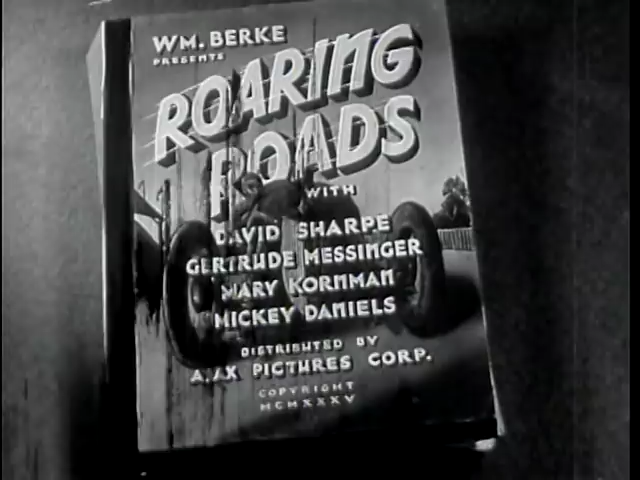 WM. BERKE
PRESENTS
ROARING
ROADS
WITH
DAVID SHARPE
GERTRUDE MESSINGER
MARY KORNMAN
MICKEY DANIELS
DISTRIBUTED BY
AJAX PICTURES CORP.
COPYRIGHT
MCMXXXV